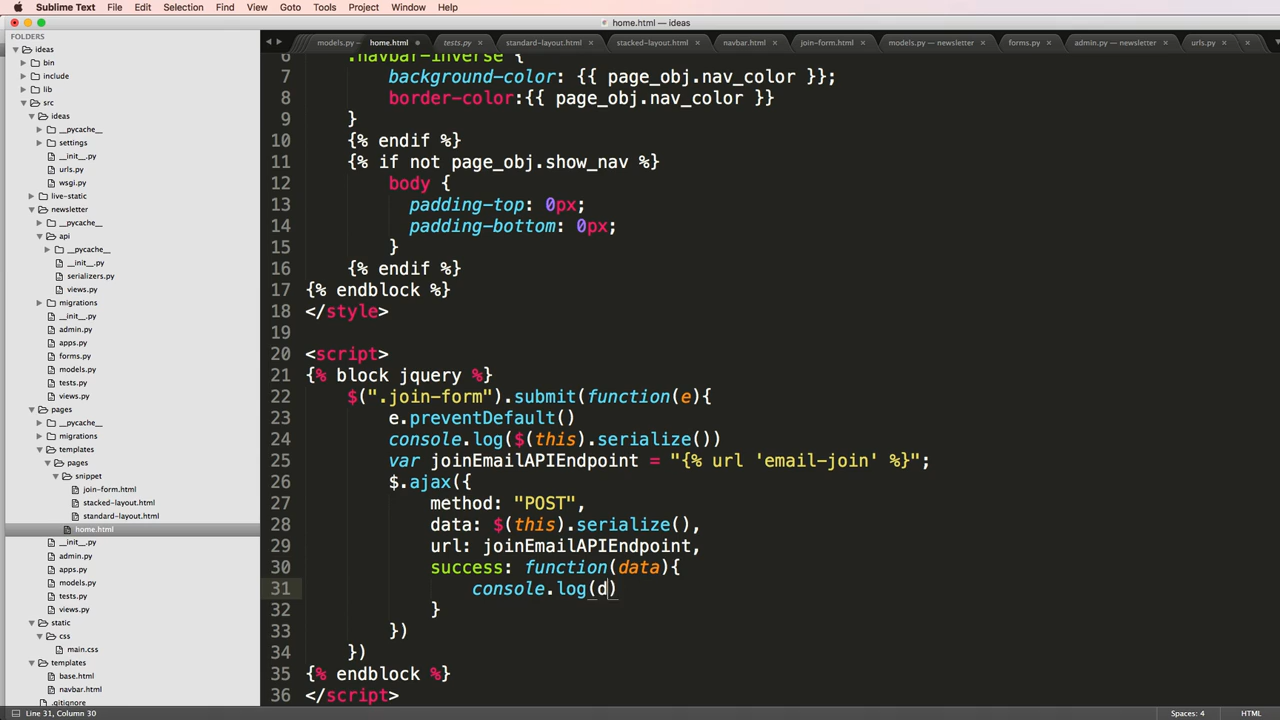 Sublime Text File Edit Selection Find View Goto Tools Project Window Help
home.html — ideas
FOLDERS
ideas
bin
include
lib
src
ideas
__pycache__
settings
__init__.py
urls.py
wsgi.py
live-static
newsletter
__pycache__
api
__pycache__
__init__.py
serializers.py
views.py
migrations
__init__.py
admin.py
apps.py
forms.py
models.py
tests.py
views.py
pages
__pycache__
migrations
templates
pages
snippet
join-form.html
stacked-layout.html
standard-layout.html
home.html
__init__.py
admin.py
apps.py
models.py
tests.py
views.py
static
css
main.css
templates
base.html
navbar.html
.gitignore
models.py — home.html tests.py standard-layout.html stacked-layout.html navbar.html join-form.html models.py — newsletter forms.py admin.py — newsletter urls.py
6 .navbar-inverse {
7 background-color: {{ page_obj.nav_color }};
8 border-color:{{ page_obj.nav_color }}
9 }
10 {% endif %}
11 {% if not page_obj.show_nav %}
12 body {
13 padding-top: 0px;
14 padding-bottom: 0px;
15 }
16 {% endif %}
17 {% endblock %}
18 </style>
19
20 <script>
21 {% block jquery %}
22 $(".join-form").submit(function(e){
23 e.preventDefault()
24 console.log($(this).serialize())
25 var joinEmailAPIEndpoint = "{% url 'email-join' %}";
26 $.ajax({
27 method: "POST",
28 data: $(this).serialize(),
29 url: joinEmailAPIEndpoint,
30 success: function(data){
31 console.log(d)
32 }
33 })
34 })
35 {% endblock %}
36 </script>
Line 31, Column 30
Spaces: 4 HTML